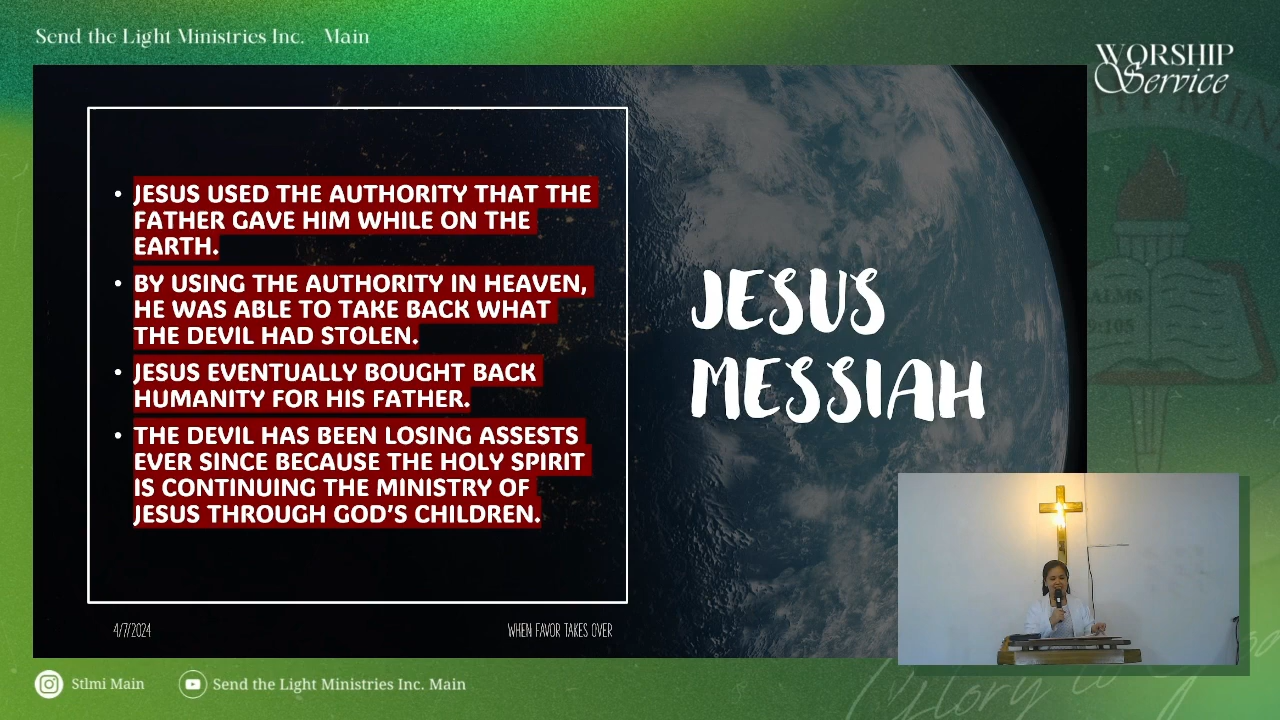 Send the Light Ministries Inc. Main
WORSHIP
Service
• JESUS USED THE AUTHORITY THAT THE
FATHER GAVE HIM WHILE ON THE
EARTH.
• BY USING THE AUTHORITY IN HEAVEN,
HE WAS ABLE TO TAKE BACK WHAT
THE DEVIL HAD STOLEN.
• JESUS EVENTUALLY BOUGHT BACK
HUMANITY FOR HIS FATHER.
• THE DEVIL HAS BEEN LOSING ASSESTS
EVER SINCE BECAUSE THE HOLY SPIRIT
IS CONTINUING THE MINISTRY OF
JESUS THROUGH GOD'S CHILDREN.
JESUS
MESSIAH
4/7/2024
WHEN FAVOR TAKES OVER
Stlmi Main
Send the Light Ministries Inc. Main